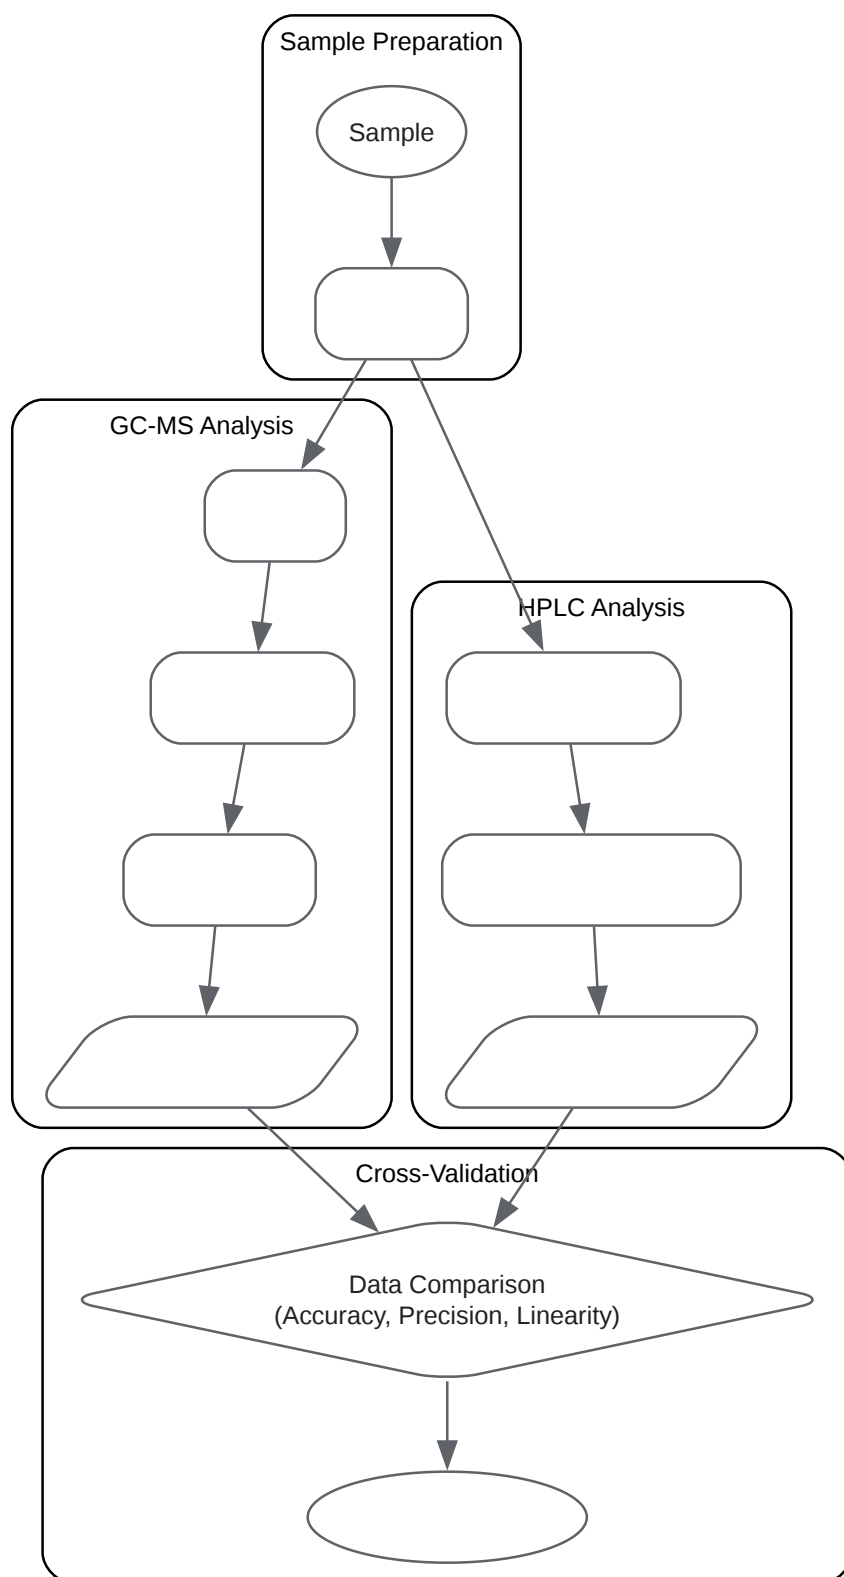 Sample Preparation
Sample
GC-MS Analysis
HPLC Analysis
Cross-Validation
Data Comparison
(Accuracy, Precision, Linearity)